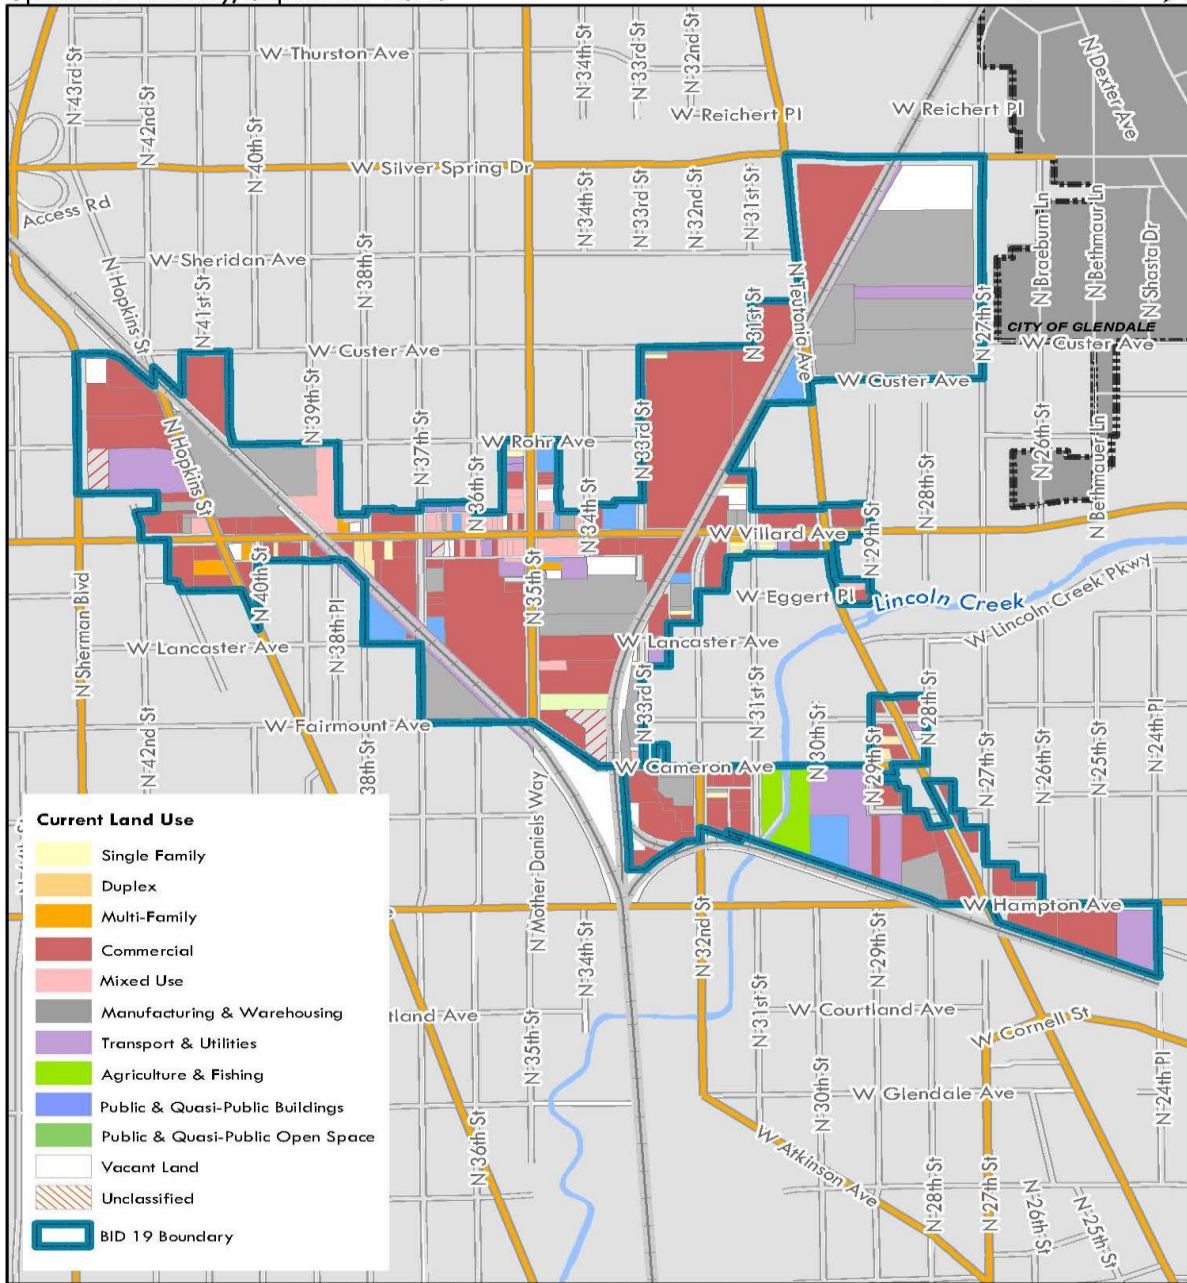 W Thurston Ave
N 43rd St
N 42nd St
N 40th St
N 34th St
N 33rd St
N 32nd St
W Reichert Pl
W Reichert Pl
N Dexter Ave
W Silver Spring Dr
Access Rd
N Hopkins St
W Sheridan Ave
N 41st St
N 38th St
N 34th St
N 33rd St
N 32nd St
N 31st St
N Teutonia Ave
N 27th St
N Braeburn Ln
N Bethmaur Ln
N Shasta Dr
CITY OF GLENDALE
W Custer Ave
W Custer Ave
W Custer Ave
N 31st St
N 39th St
N Hopkins St
N 37th St
N 36th St
W Rohr Ave
N 34th St
N 33rd St
N 28th St
N 26th St
N Bethmauer Ln
W Villard Ave
N 29th St
N Sherman Blvd
N 40th St
N 38th Pl
N 35th St
W Eggert Pl
Lincoln Creek
W Lincoln Creek Pkwy
W Lancaster Ave
W Lancaster Ave
N 42nd St
W Fairmount Ave
38th St
N 33rd St
N 31st St
N 30th St
N 29th St
N 28th St
N 27th St
N 26th St
N 25th St
N 24th Pl
W Cameron Ave
N Mother Daniels Way
W Hampton Ave
N 34th St
N 32nd St
N 29th St
tland Ave
N 35th St
N 31st St
W Courtland Ave
W Cornell St
N 36th St
N 30th St
W Glendale Ave
N 24th Pl
W Atkinson Ave
N 28th St
N 27th St
N 26th St
N 25th St
Current Land Use
Single Family
Duplex
Multi-Family
Commercial
Mixed Use
Manufacturing & Warehousing
Transport & Utilities
Agriculture & Fishing
Public & Quasi-Public Buildings
Public & Quasi-Public Open Space
Vacant Land
Unclassified
BID 19 Boundary